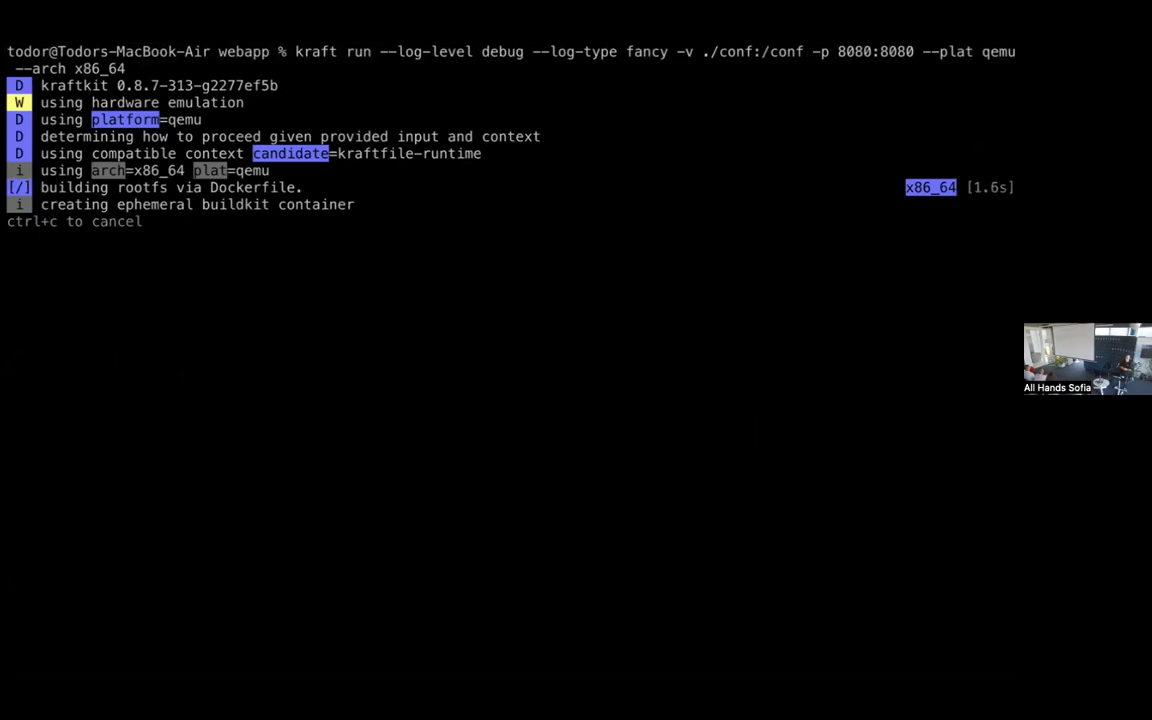 todor@Todors-MacBook-Air webapp % kraft run --log-level debug --log-type fancy -v ./conf:/conf -p 8080:8080 --plat qemu
--arch x86_64
D kraftkit 0.8.7-313-g2277ef5b
W using hardware emulation
D using platform=qemu
D determining how to proceed given provided input and context
D using compatible context candidate=kraftfile-runtime
i using arch=x86_64 plat=qemu
[/] building rootfs via Dockerfile. x86_64 [1.6s]
i creating ephemeral buildkit container
ctrl+c to cancel
All Hands Sofia